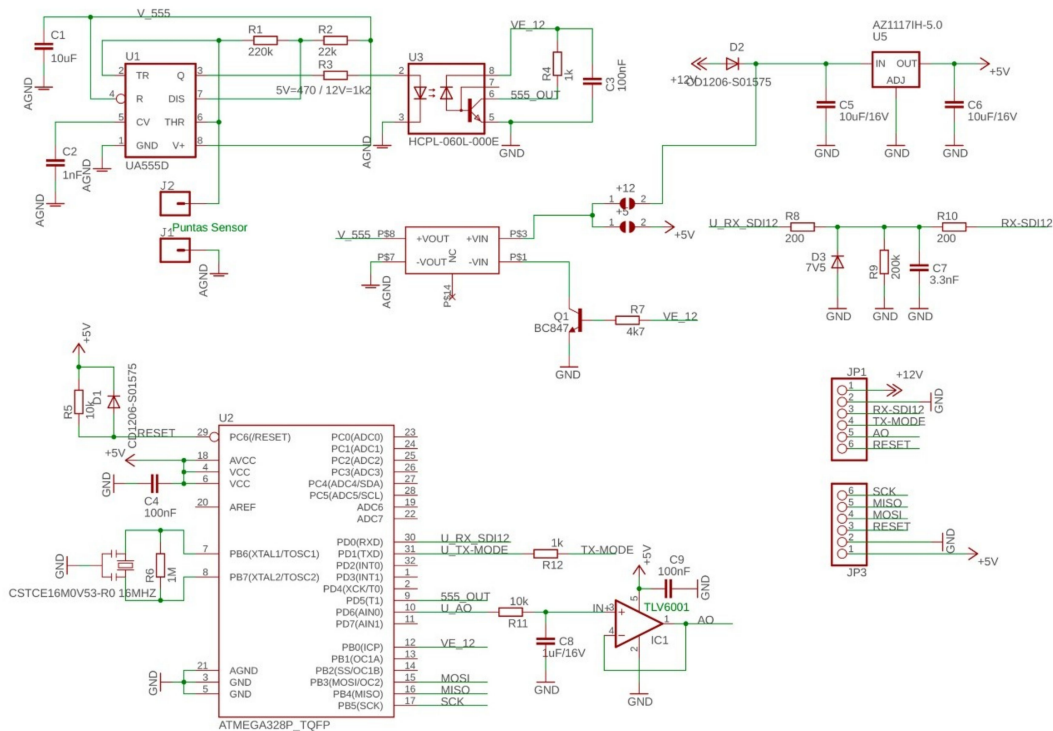 V_555
C1
10uF
AGND
R1
220k
R2
22k
R3
5V=470 / 12V=1k2
U1
2 TR Q 3
4 R DIS 7
5 CV THR 6
1 GND V+ 8
UA555D
C2
1nF
AGND
AGND
J2
Puntas Sensor
J1
AGND
U3
2
3
8
7
6
5
HCPL-060L-000E
AGND
VE_12
R4
1k
555_OUT
C3
100nF
GND
GND
AZ1117IH-5.0
U5
D2
+12V
CD1206-S01575
IN OUT
ADJ
+5V
C5
10uF/16V
C6
10uF/16V
GND
GND
GND
+12
1 2
+5
1 2
+5V
V_555
P$8 +VOUT +VIN P$3
P$7 -VOUT -VIN P$1
NC
P$14
AGND
Q1
BC847
R7
4k7
VE_12
GND
U_RX_SDI12
R8
200
R10
200
RX-SDI12
D3
7V5
R9
200k
C7
3.3nF
GND
GND
GND
+5V
R5
10k
D1
CD1206-S01575
RESET
+5V
GND
C4
100nF
GND
R6
1M
CSTCE16M0V53-R0 16MHZ
GND
U2
29 PC6(/RESET)
18 AVCC
4 VCC
6 VCC
20 AREF
7 PB6(XTAL1/TOSC1)
8 PB7(XTAL2/TOSC2)
21 AGND
3 GND
5 GND
PC0(ADC0) 23
PC1(ADC1) 24
PC2(ADC2) 25
PC3(ADC3) 26
PC4(ADC4/SDA) 27
PC5(ADC5/SCL) 28
ADC6 19
ADC7 22
PD0(RXD) 30 U_RX_SDI12
PD1(TXD) 31 U_TX-MODE
PD2(INT0) 32
PD3(INT1) 1
PD4(XCK/T0) 2
PD5(T1) 9 555_OUT
PD6(AIN0) 10 U_AO
PD7(AIN1) 11
PB0(ICP) 12 VE_12
PB1(OC1A) 13
PB2(SS/OC1B) 14
PB3(MOSI/OC2) 15 MOSI
PB4(MISO) 16 MISO
PB5(SCK) 17 SCK
ATMEGA328P_TQFP
1k
R12
TX-MODE
10k
R11
C8
1uF/16V
GND
+5V
C9
100nF
GND
TLV6001
IN+
3
4
5
2
1
IC1
AO
GND
JP1
1 +12V
2 GND
3 RX-SDI12
4 TX-MODE
5 AO
6 RESET
6 SCK
5 MISO
4 MOSI
3 RESET
2 GND
1 +5V
JP3